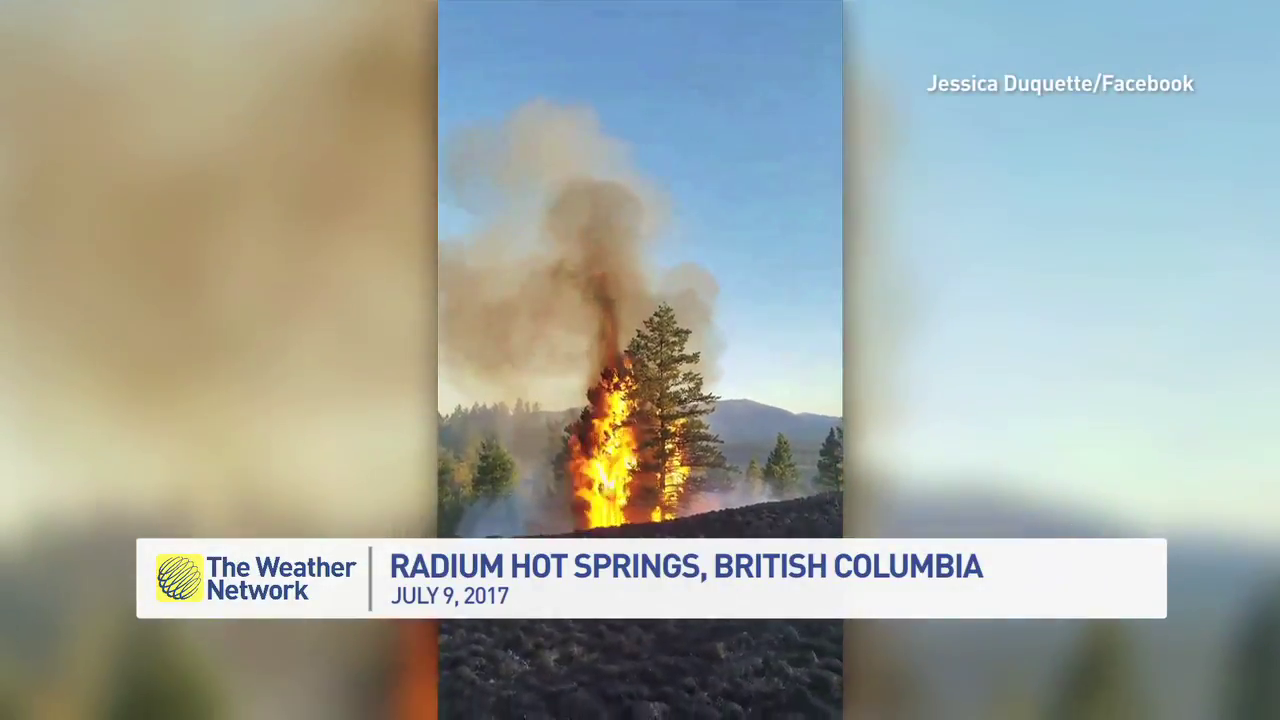 Jessica Duquette/Facebook
The Weather
Network
RADIUM HOT SPRINGS, BRITISH COLUMBIA
JULY 9, 2017